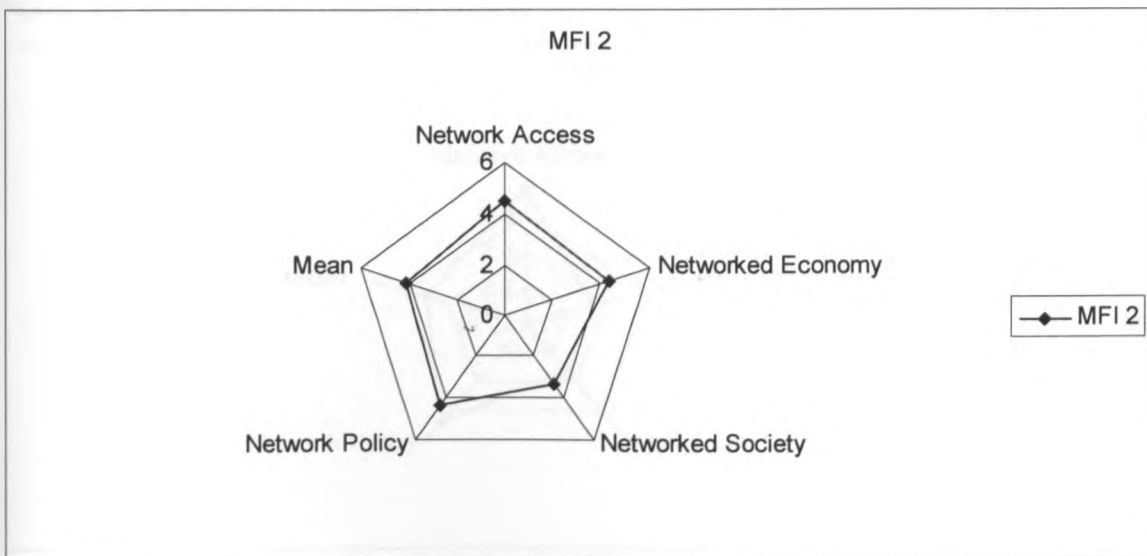 MFI 2
Network Access
6
4
Mean
2
Networked Economy
0
MFI 2
Network Policy
Networked Society